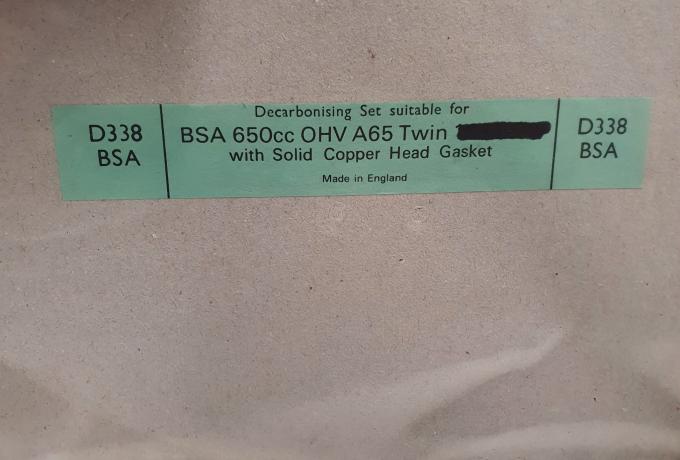 Decarbonising Set suitable for
D338 BSA 650cc OHV A65 Twin D338
BSA with Solid Copper Head Gasket BSA
Made in England